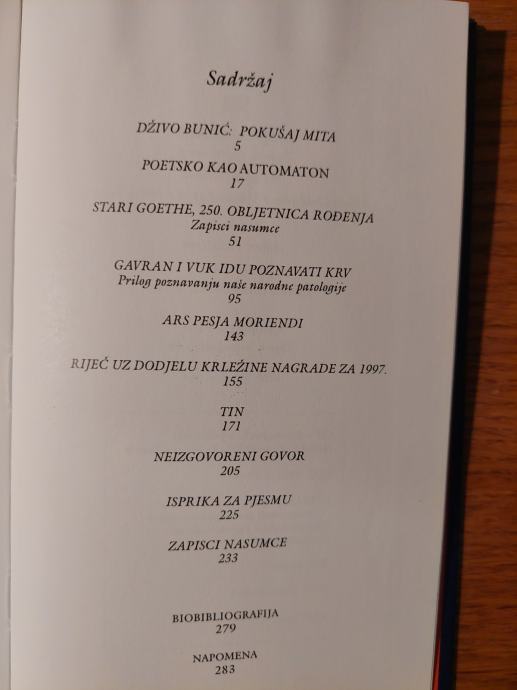 Sadržaj
DŽIVO BUNIĆ: POKUŠAJ MITA
5
POETSKO KAO AUTOMATON
17
STARI GOETHE, 250. OBLJETNICA ROĐENJA
Zapisci nasumce
51
GAVRAN I VUK IDU POZNAVATI KRV
Prilog poznavanju naše narodne patologije
95
ARS PESJA MORIENDI
143
RIJEČ UZ DODJELU KRLEŽINE NAGRADE ZA 1997.
155
TIN
171
NEIZGOVORENI GOVOR
205
ISPRIKA ZA PJESMU
225
ZAPISCI NASUMCE
233
BIOBIBLIOGRAFIJA
279
NAPOMENA
283